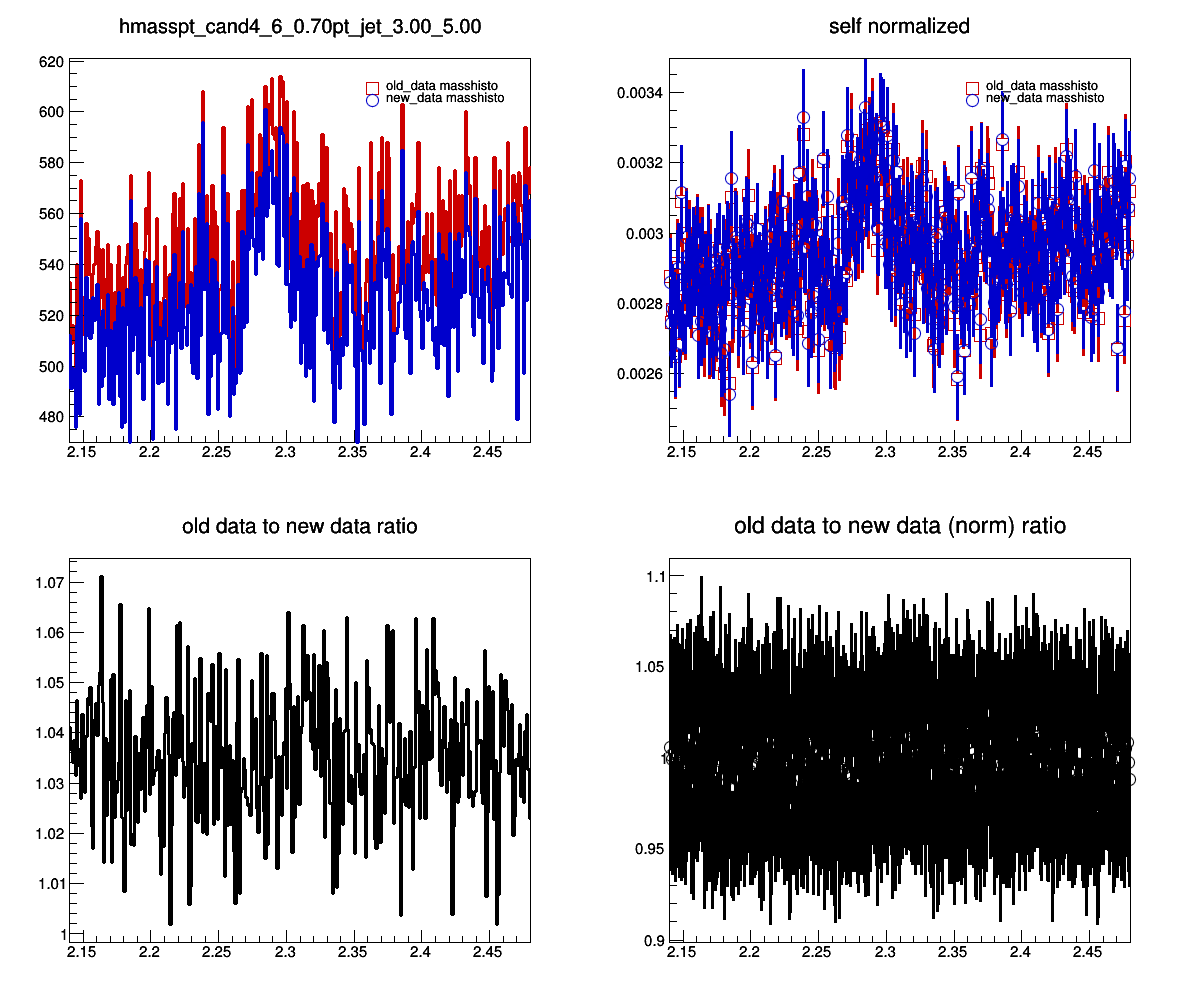 hmasspt_cand4_6_0.70pt_jet_3.00_5.00
620
600
580
560
540
520
500
480
2.15 2.2 2.25 2.3 2.35 2.4 2.45
old_data masshisto
new_data masshisto
self normalized
0.0034
0.0032
0.003
0.0028
0.0026
2.15 2.2 2.25 2.3 2.35 2.4 2.45
old_data masshisto
new_data masshisto
old data to new data ratio
1.07
1.06
1.05
1.04
1.03
1.02
1.01
1
2.15 2.2 2.25 2.3 2.35 2.4 2.45
old data to new data (norm) ratio
1.1
1.05
1
0.95
0.9
2.15 2.2 2.25 2.3 2.35 2.4 2.45